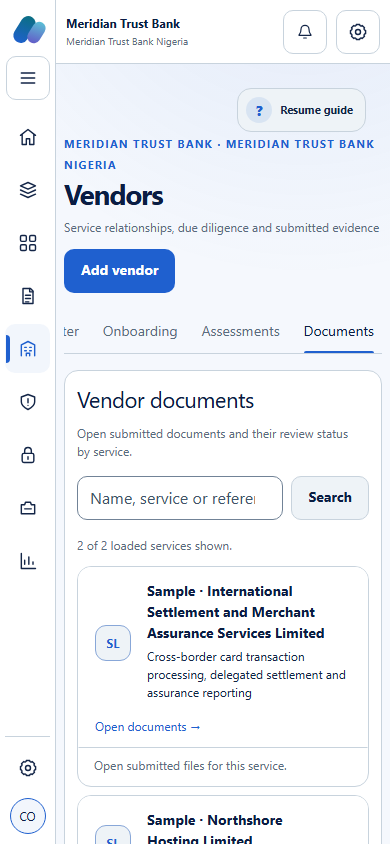 Meridian Trust Bank
Meridian Trust Bank Nigeria
? Resume guide
MERIDIAN TRUST BANK · MERIDIAN TRUST BANK
NIGERIA
Vendors
Service relationships, due diligence and submitted evidence
Add vendor
ter Onboarding Assessments Documents
Vendor documents
Open submitted documents and their review status
by service.
Name, service or referer
Search
2 of 2 loaded services shown.
SL
Sample · International
Settlement and Merchant
Assurance Services Limited
Cross-border card transaction
processing, delegated settlement and
assurance reporting
Open documents →
Open submitted files for this service.
SL
Sample · Northshore
Hosting Limited
CO